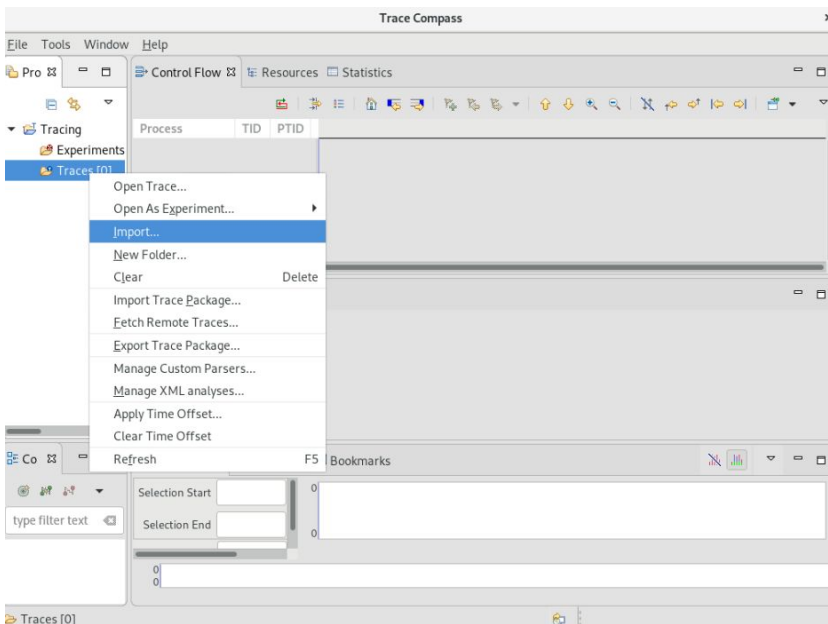 Trace Compass
File Tools Window Help
Pro
Control Flow Resources Statistics
Tracing
Experiments
Traces [0]
Process TID PTID
Open Trace...
Open As Experiment...
Import...
New Folder...
Clear Delete
Import Trace Package...
Fetch Remote Traces...
Export Trace Package...
Manage Custom Parsers...
Manage XML analyses...
Apply Time Offset...
Clear Time Offset
Refresh F5
Co
Bookmarks
type filter text
Selection Start
Selection End
0
0
0
0
Traces [0]